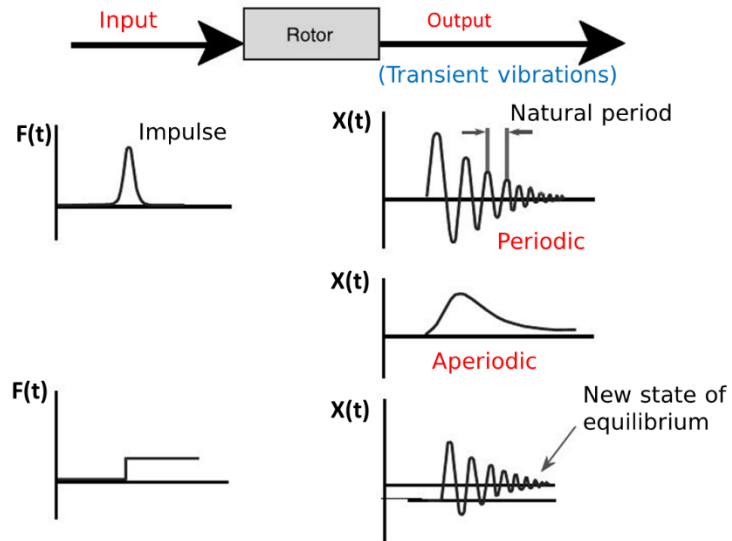 Input
Rotor
Output
(Transient vibrations)
F(t)
Impulse
X(t)
Natural period
Periodic
X(t)
Aperiodic
F(t)
X(t)
New state of
equilibrium